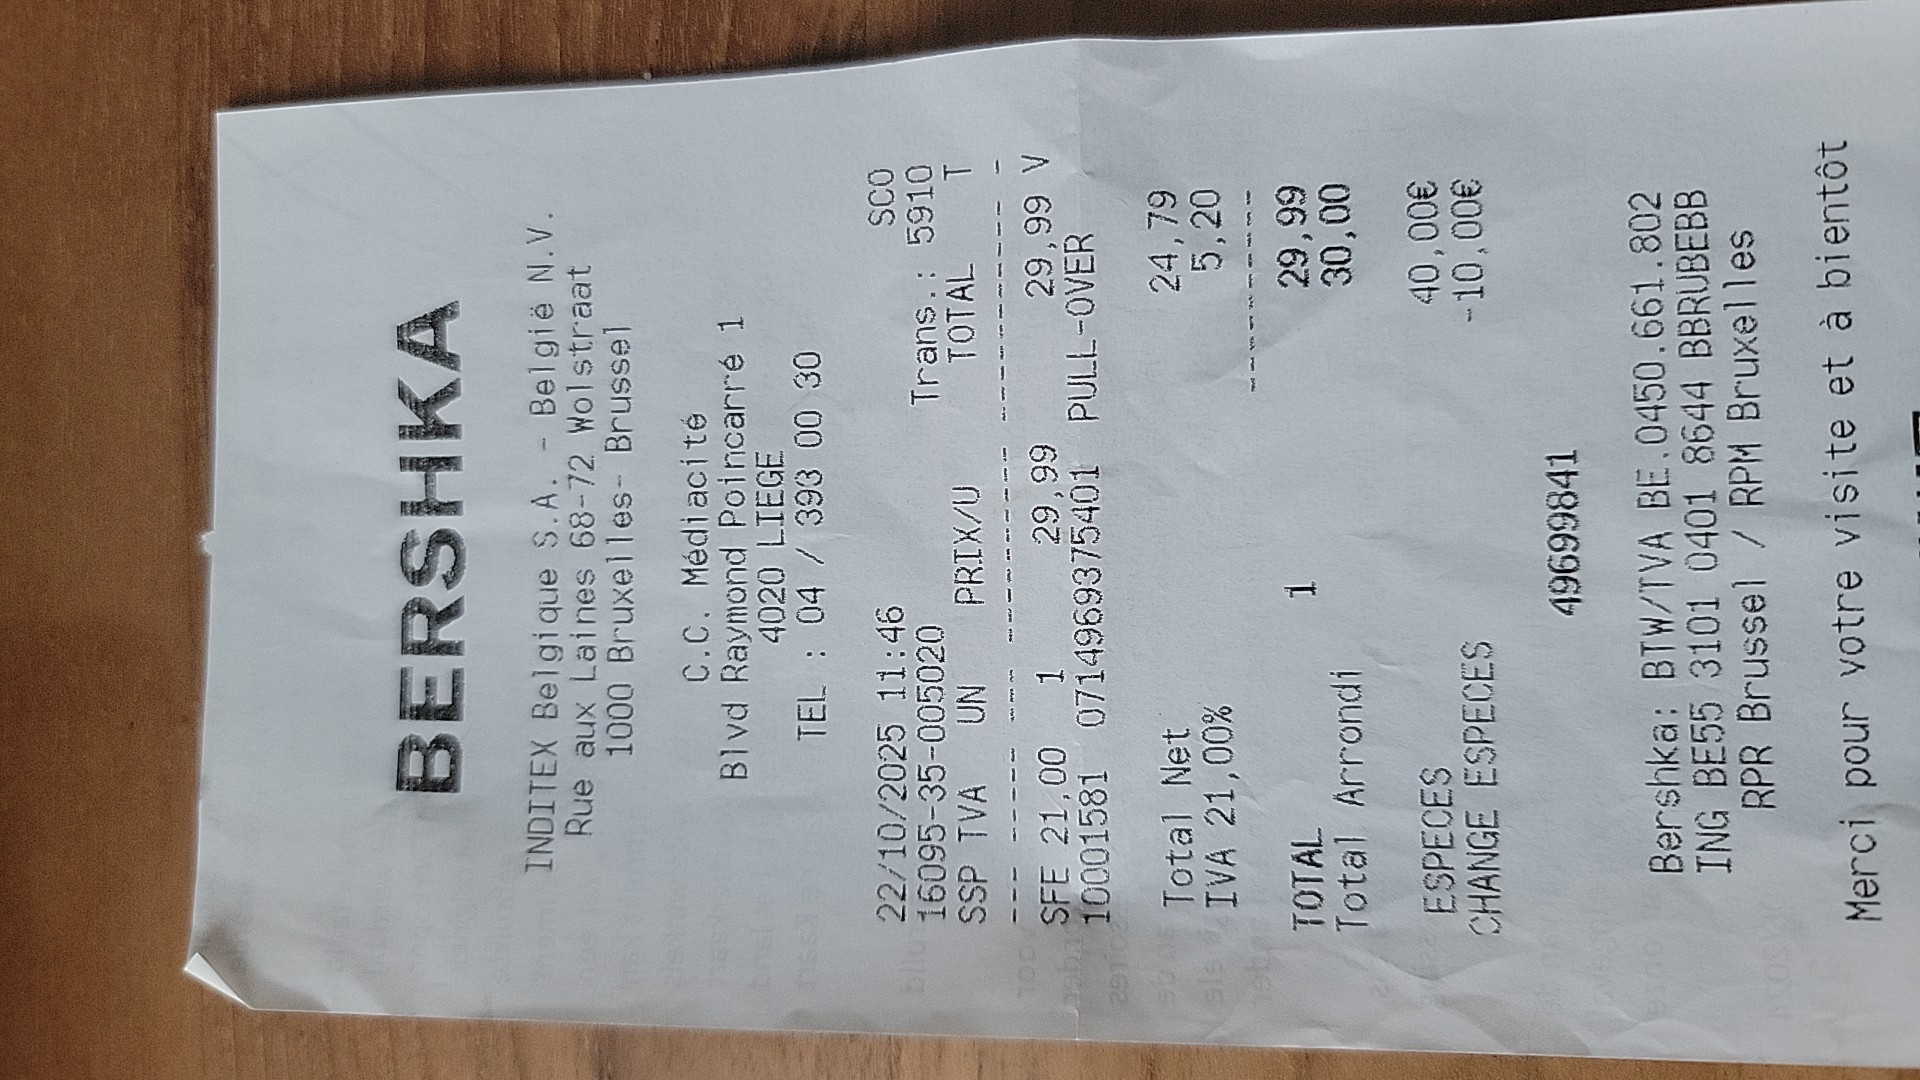 BERSHKA
INDITEX Belgique S.A. - België N.V.
Rue aux Laines 68-72 Wolstraat
1000 Bruxelles- Brussel
C.C. Médiacité
Blvd Raymond Poincarré 1
4020 LIEGE
TEL : 04 / 393 00 30
22/10/2025 11:46 SCO
16095-35-005020 Trans.: 5910
SSP TVA UN PRIX/U TOTAL T
--- ----- --- --------- ---------- -
SFE 21,00 1 29,99 29,99 V
10001581 0714969375401 PULL-OVER
Total Net 24,79
IVA 21,00% 5,20
----------
TOTAL 1 29,99
Total Arrondi 30,00
ESPECES 40,00€
CHANGE ESPECES -10,00€
49699841
Bershka: BTW/TVA BE.0450.661.802
ING BE55 3101 0401 8644 BBRUBEBB
RPR Brussel / RPM Bruxelles
Merci pour votre visite et à bientôt